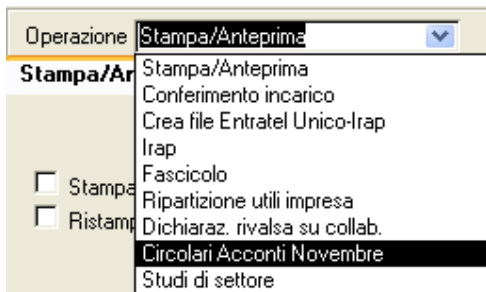 Operazione Stampa/Anteprima
Stampa/Ar
Stampa/Anteprima
Conferimento incarico
Crea file Entratel Unico-Irap
Irap
Fascicolo
Ripartizione utili impresa
Dichiaraz. rivalsa su collab.
Circolari Acconti Novembre
Studi di settore
Stampa
Ristamp